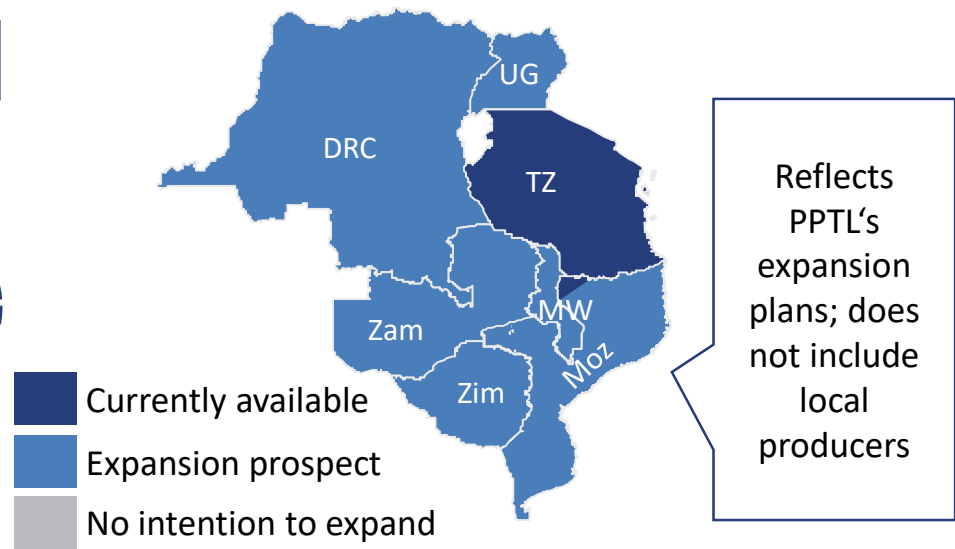 UG
DRC
TZ
MW
Zam
Moz
Zim
Reflects
PPTL‘s
expansion
plans; does
not include
local
producers
Currently available
Expansion prospect
No intention to expand